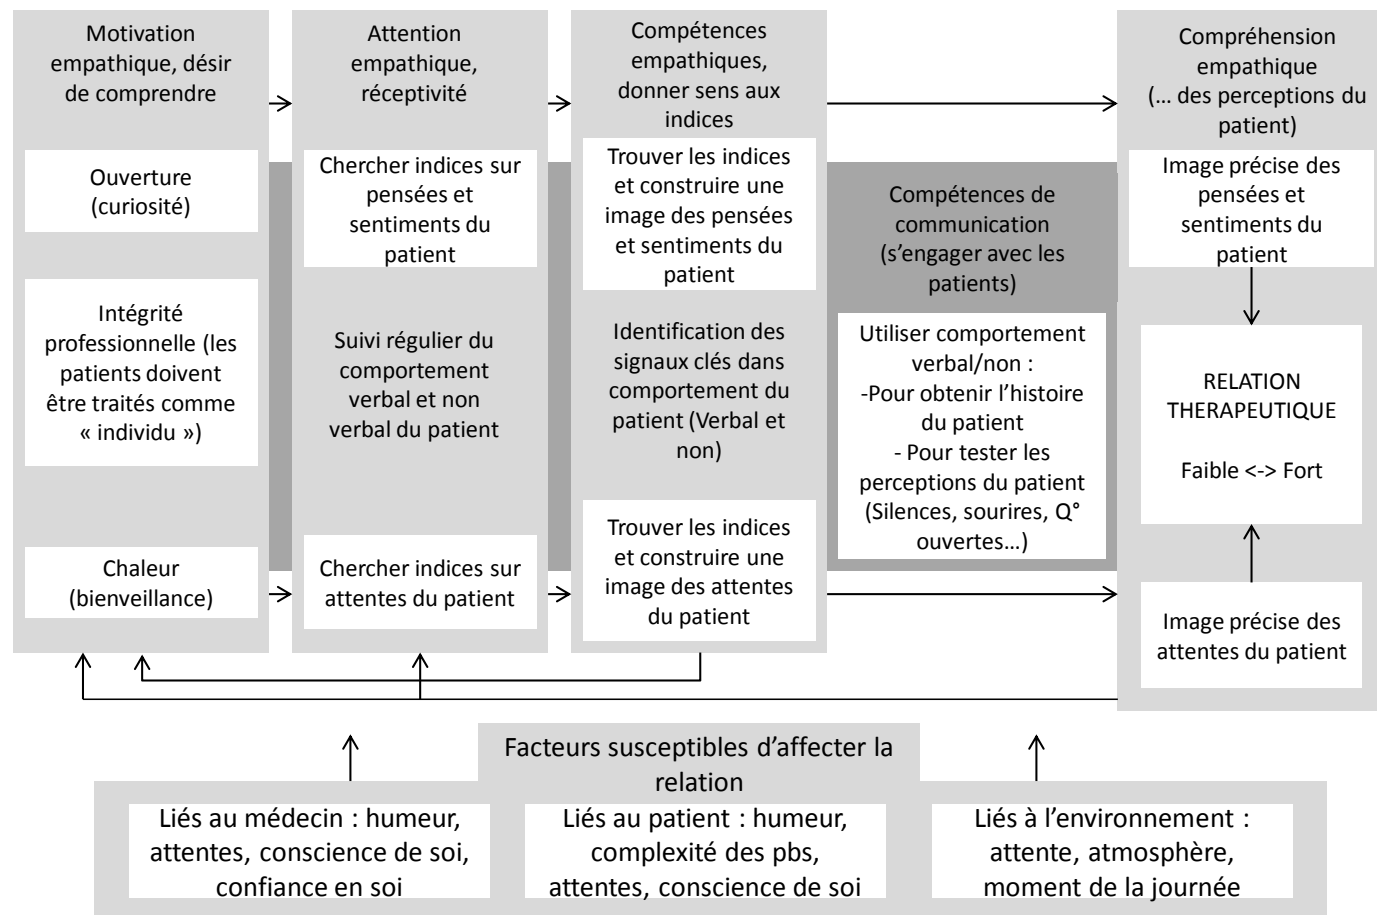 Motivation
empathique, désir
de comprendre
Ouverture
(curiosité)
Intégrité
professionnelle (les
patients doivent
être traités comme
« individu »)
Chaleur
(bienveillance)
Attention
empathique,
réceptivité
Chercher indices sur
pensées et
sentiments du
patient
Suivi régulier du
comportement
verbal et non
verbal du patient
Chercher indices sur
attentes du patient
Compétences
empathiques,
donner sens aux
indices
Trouver les indices
et construire une
image des pensées
et sentiments du
patient
Identification des
signaux clés dans
comportement du
patient (Verbal et
non)
Trouver les indices
et construire une
image des attentes
du patient
Compétences de
communication
(s’engager avec les
patients)
Utiliser comportement
verbal/non :
-Pour obtenir l’histoire
du patient
- Pour tester les
perceptions du patient
(Silences, sourires, Q°
ouvertes…)
Compréhension
empathique
(… des perceptions du
patient)
Image précise des
pensées et
sentiments du
patient
RELATION
THERAPEUTIQUE
Faible <-> Fort
Image précise des
attentes du patient
Facteurs susceptibles d’affecter la
relation
Liés au médecin : humeur,
attentes, conscience de soi,
confiance en soi
Liés au patient : humeur,
complexité des pbs,
attentes, conscience de soi
Liés à l’environnement :
attente, atmosphère,
moment de la journée